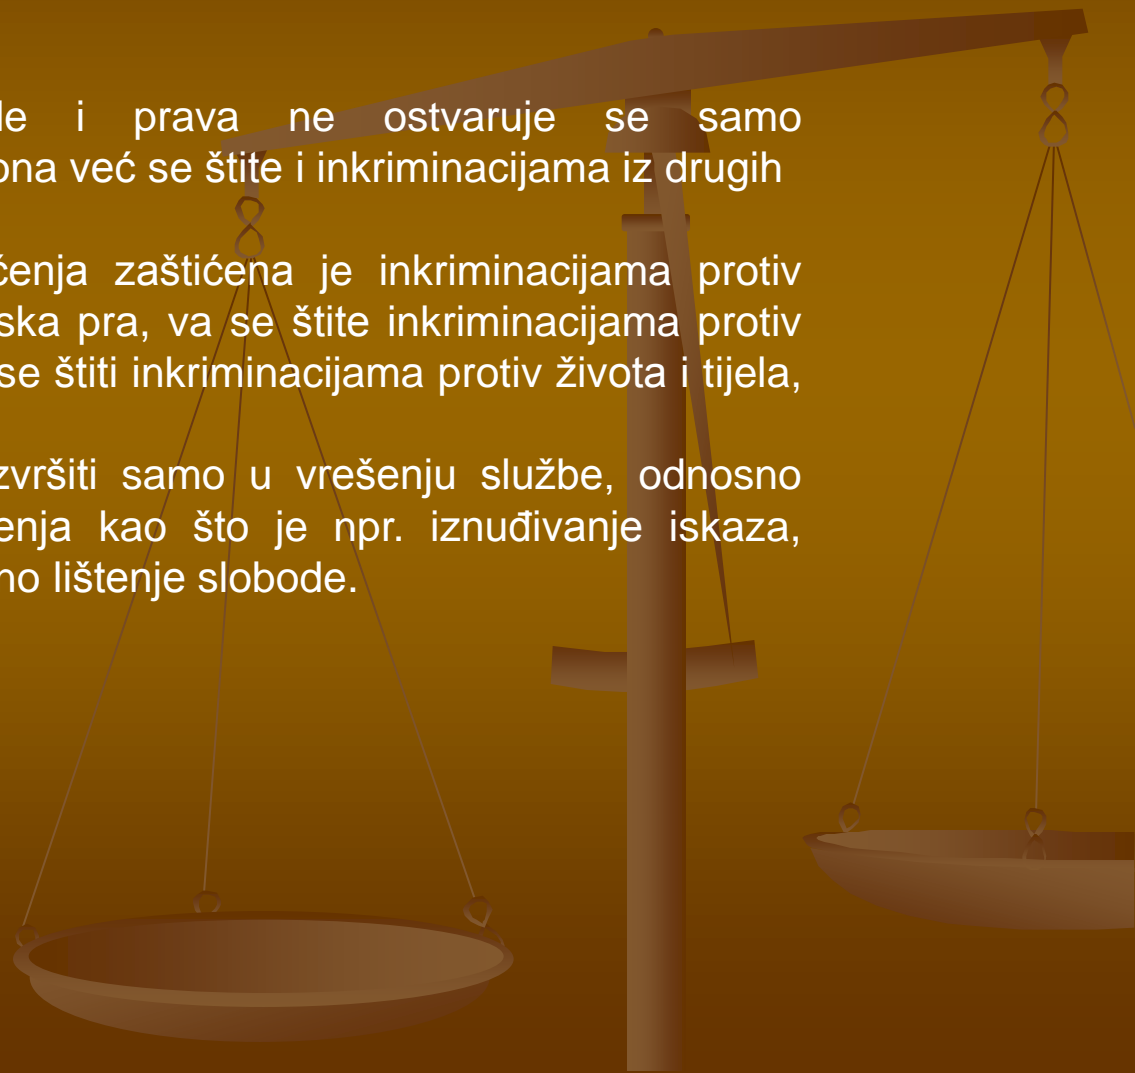 de i prava ne ostvaruje se samo
ona već se štite i inkriminacijama iz drugih
ćenja zaštićena je inkriminacijama protiv
ska pra, va se štite inkriminacijama protiv
se štiti inkriminacijama protiv života i tijela,
zvršiti samo u vrešenju službe, odnosno
enja kao što je npr. iznuđivanje iskaza,
no lištenje slobode.